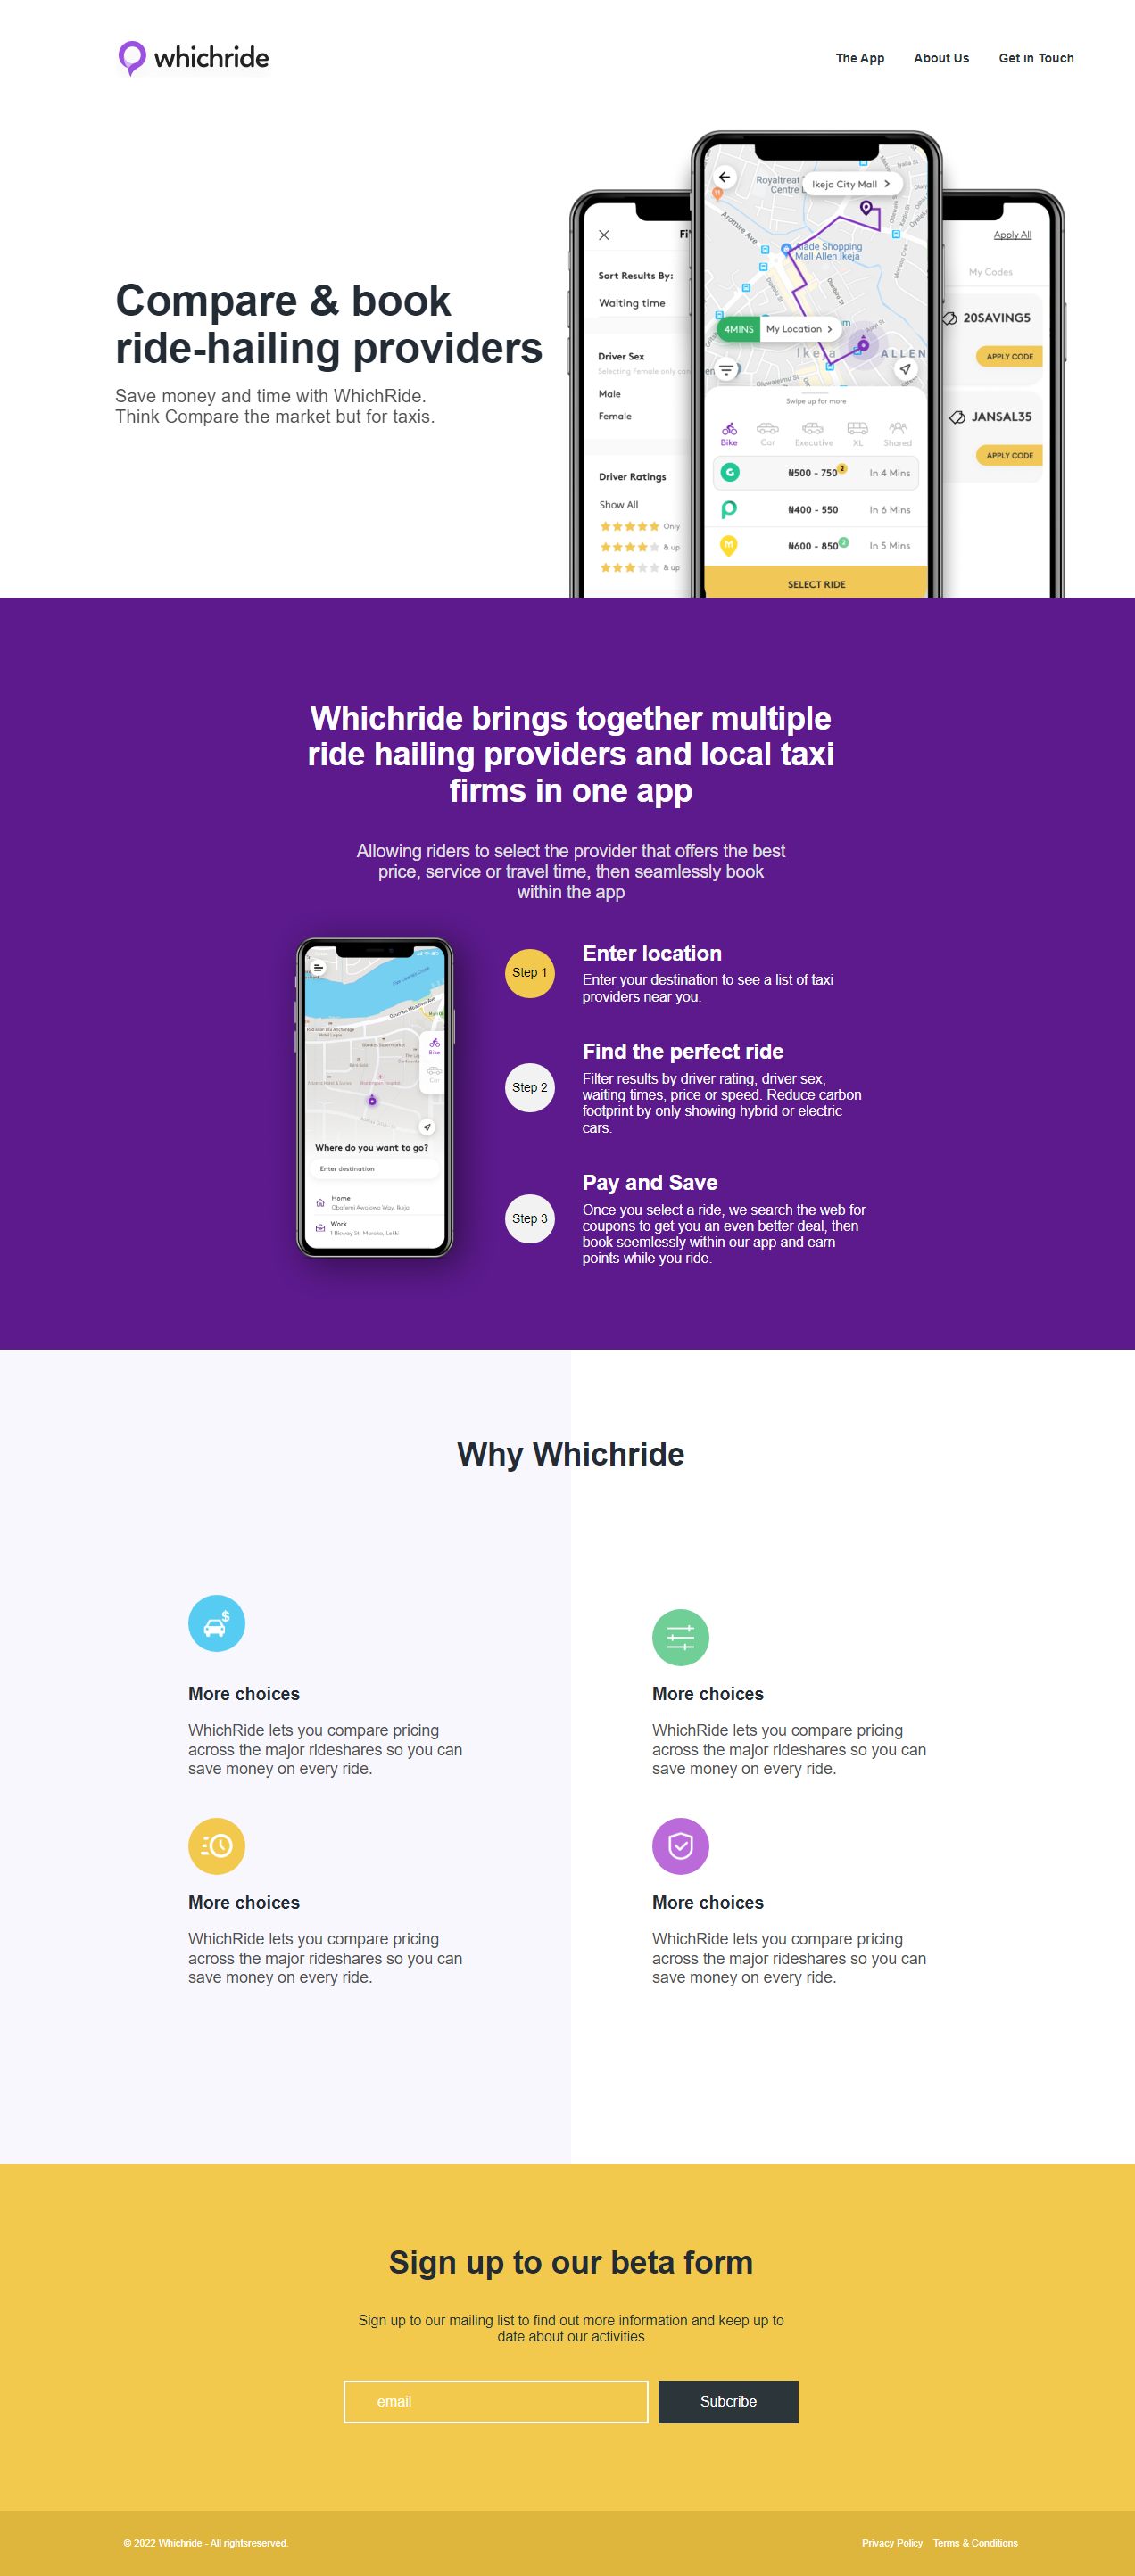 whichride
The App
About Us
Get in Touch
Compare & book
ride-hailing providers
Save money and time with WhichRide.
Think Compare the market but for taxis.
Sort Results By:
Waiting time
Driver Sex
Male
Female
Driver Ratings
Show All
Only
& up
& up
Ikeja City Mall
Aromire Ave
Alade Shopping
Mall Allen Ikeja
4MINS
My Location
Ikeja
ALLEN
Swipe up for more
Bike
Car
Executive
XL
Shared
₦500 - 750 2
In 4 Mins
₦400 - 550
In 6 Mins
₦600 - 850 2
In 5 Mins
SELECT RIDE
Apply All
My Codes
20SAVING5
APPLY CODE
JANSAL35
APPLY CODE
Whichride brings together multiple
ride hailing providers and local taxi
firms in one app
Allowing riders to select the provider that offers the best
price, service or travel time, then seamlessly book
within the app
Bike
Car
Where do you want to go?
Enter destination
Home
Obafemi Awolowo Way, Ikeja
Work
Step 1
Enter location
Enter your destination to see a list of taxi
providers near you.
Step 2
Find the perfect ride
Filter results by driver rating, driver sex,
waiting times, price or speed. Reduce carbon
footprint by only showing hybrid or electric
cars.
Step 3
Pay and Save
Once you select a ride, we search the web for
coupons to get you an even better deal, then
book seemlessly within our app and earn
points while you ride.
Why Whichride
More choices
WhichRide lets you compare pricing
across the major rideshares so you can
save money on every ride.
More choices
WhichRide lets you compare pricing
across the major rideshares so you can
save money on every ride.
More choices
WhichRide lets you compare pricing
across the major rideshares so you can
save money on every ride.
More choices
WhichRide lets you compare pricing
across the major rideshares so you can
save money on every ride.
Sign up to our beta form
Sign up to our mailing list to find out more information and keep up to
date about our activities
email
Subcribe
© 2022 Whichride - All rightsreserved.
Privacy Policy
Terms & Conditions